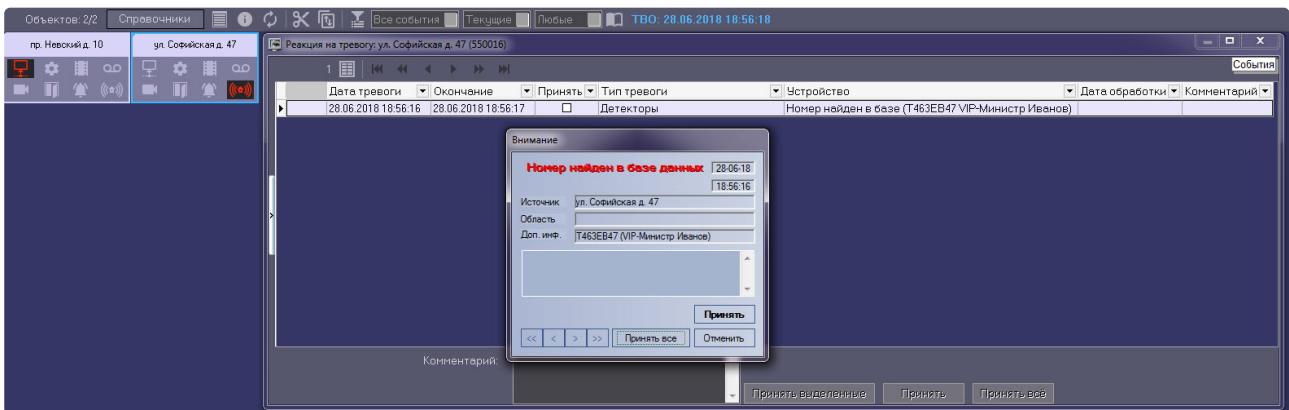 Объектов: 2/2 Справочники Все события Текущие Любые ТВО: 28.06.2018 18:56:18
пр. Невский д. 10 ул. Софийская д. 47 Реакция на тревогу: ул. Софийская д. 47 (550016)
1 События
Дата тревоги Окончание Принять Тип тревоги Устройство Дата обработки Комментарий
28.06.2018 18:56:16 28.06.2018 18:56:17 Детекторы Номер найден в базе (Т463ЕВ47 VIP-Министр Иванов)
Внимание
Номер найден в базе данных 28-06-18
18:56:16
Источник ул. Софийская д. 47
Область
Доп. инф. Т463ЕВ47 (VIP-Министр Иванов)
Принять
<< < > >> Принять все Отменить
Комментарий:
Принять выделенные Принять Принять всё